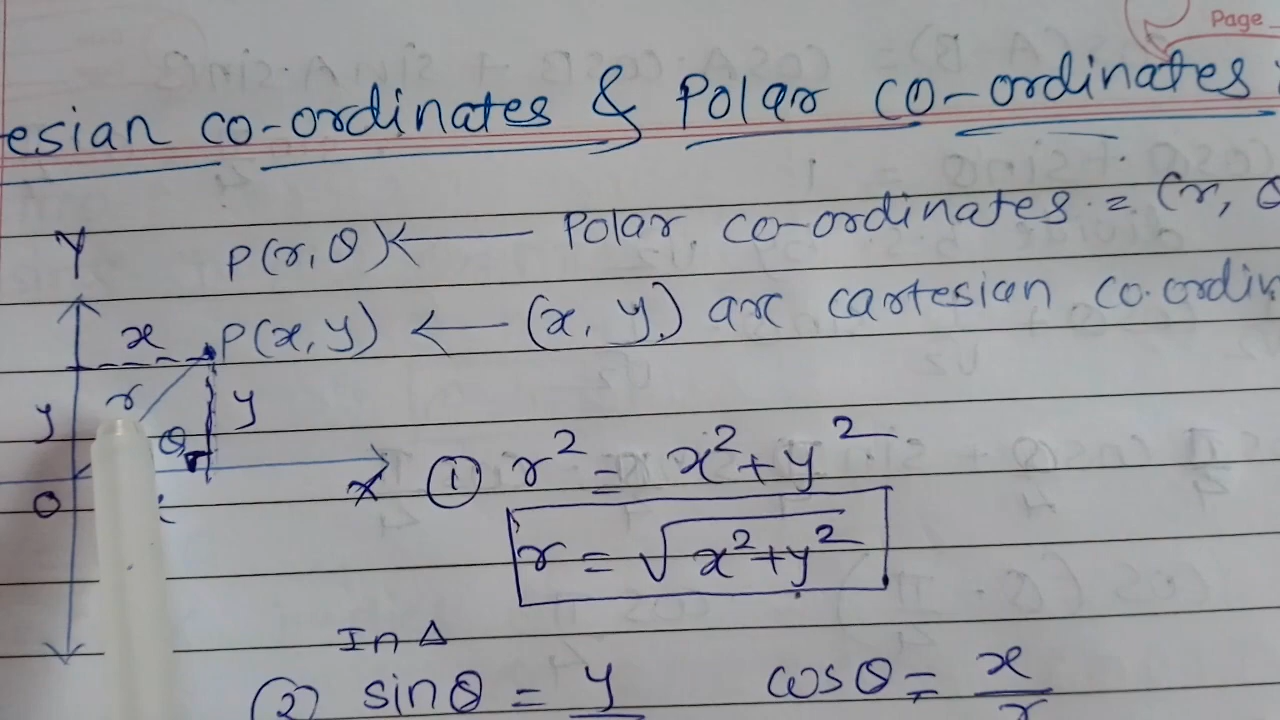 Page
esian co-ordinates & Polar co-ordinates :
Y P(r, θ) ← Polar co-ordinates = (r, θ
x P(x, y) ← (x, y) are cartesian co.ordin
y r y
θ
O X ① r² = x² + y²
r = √x² + y²
In Δ
② sinθ = y cosθ = x/r